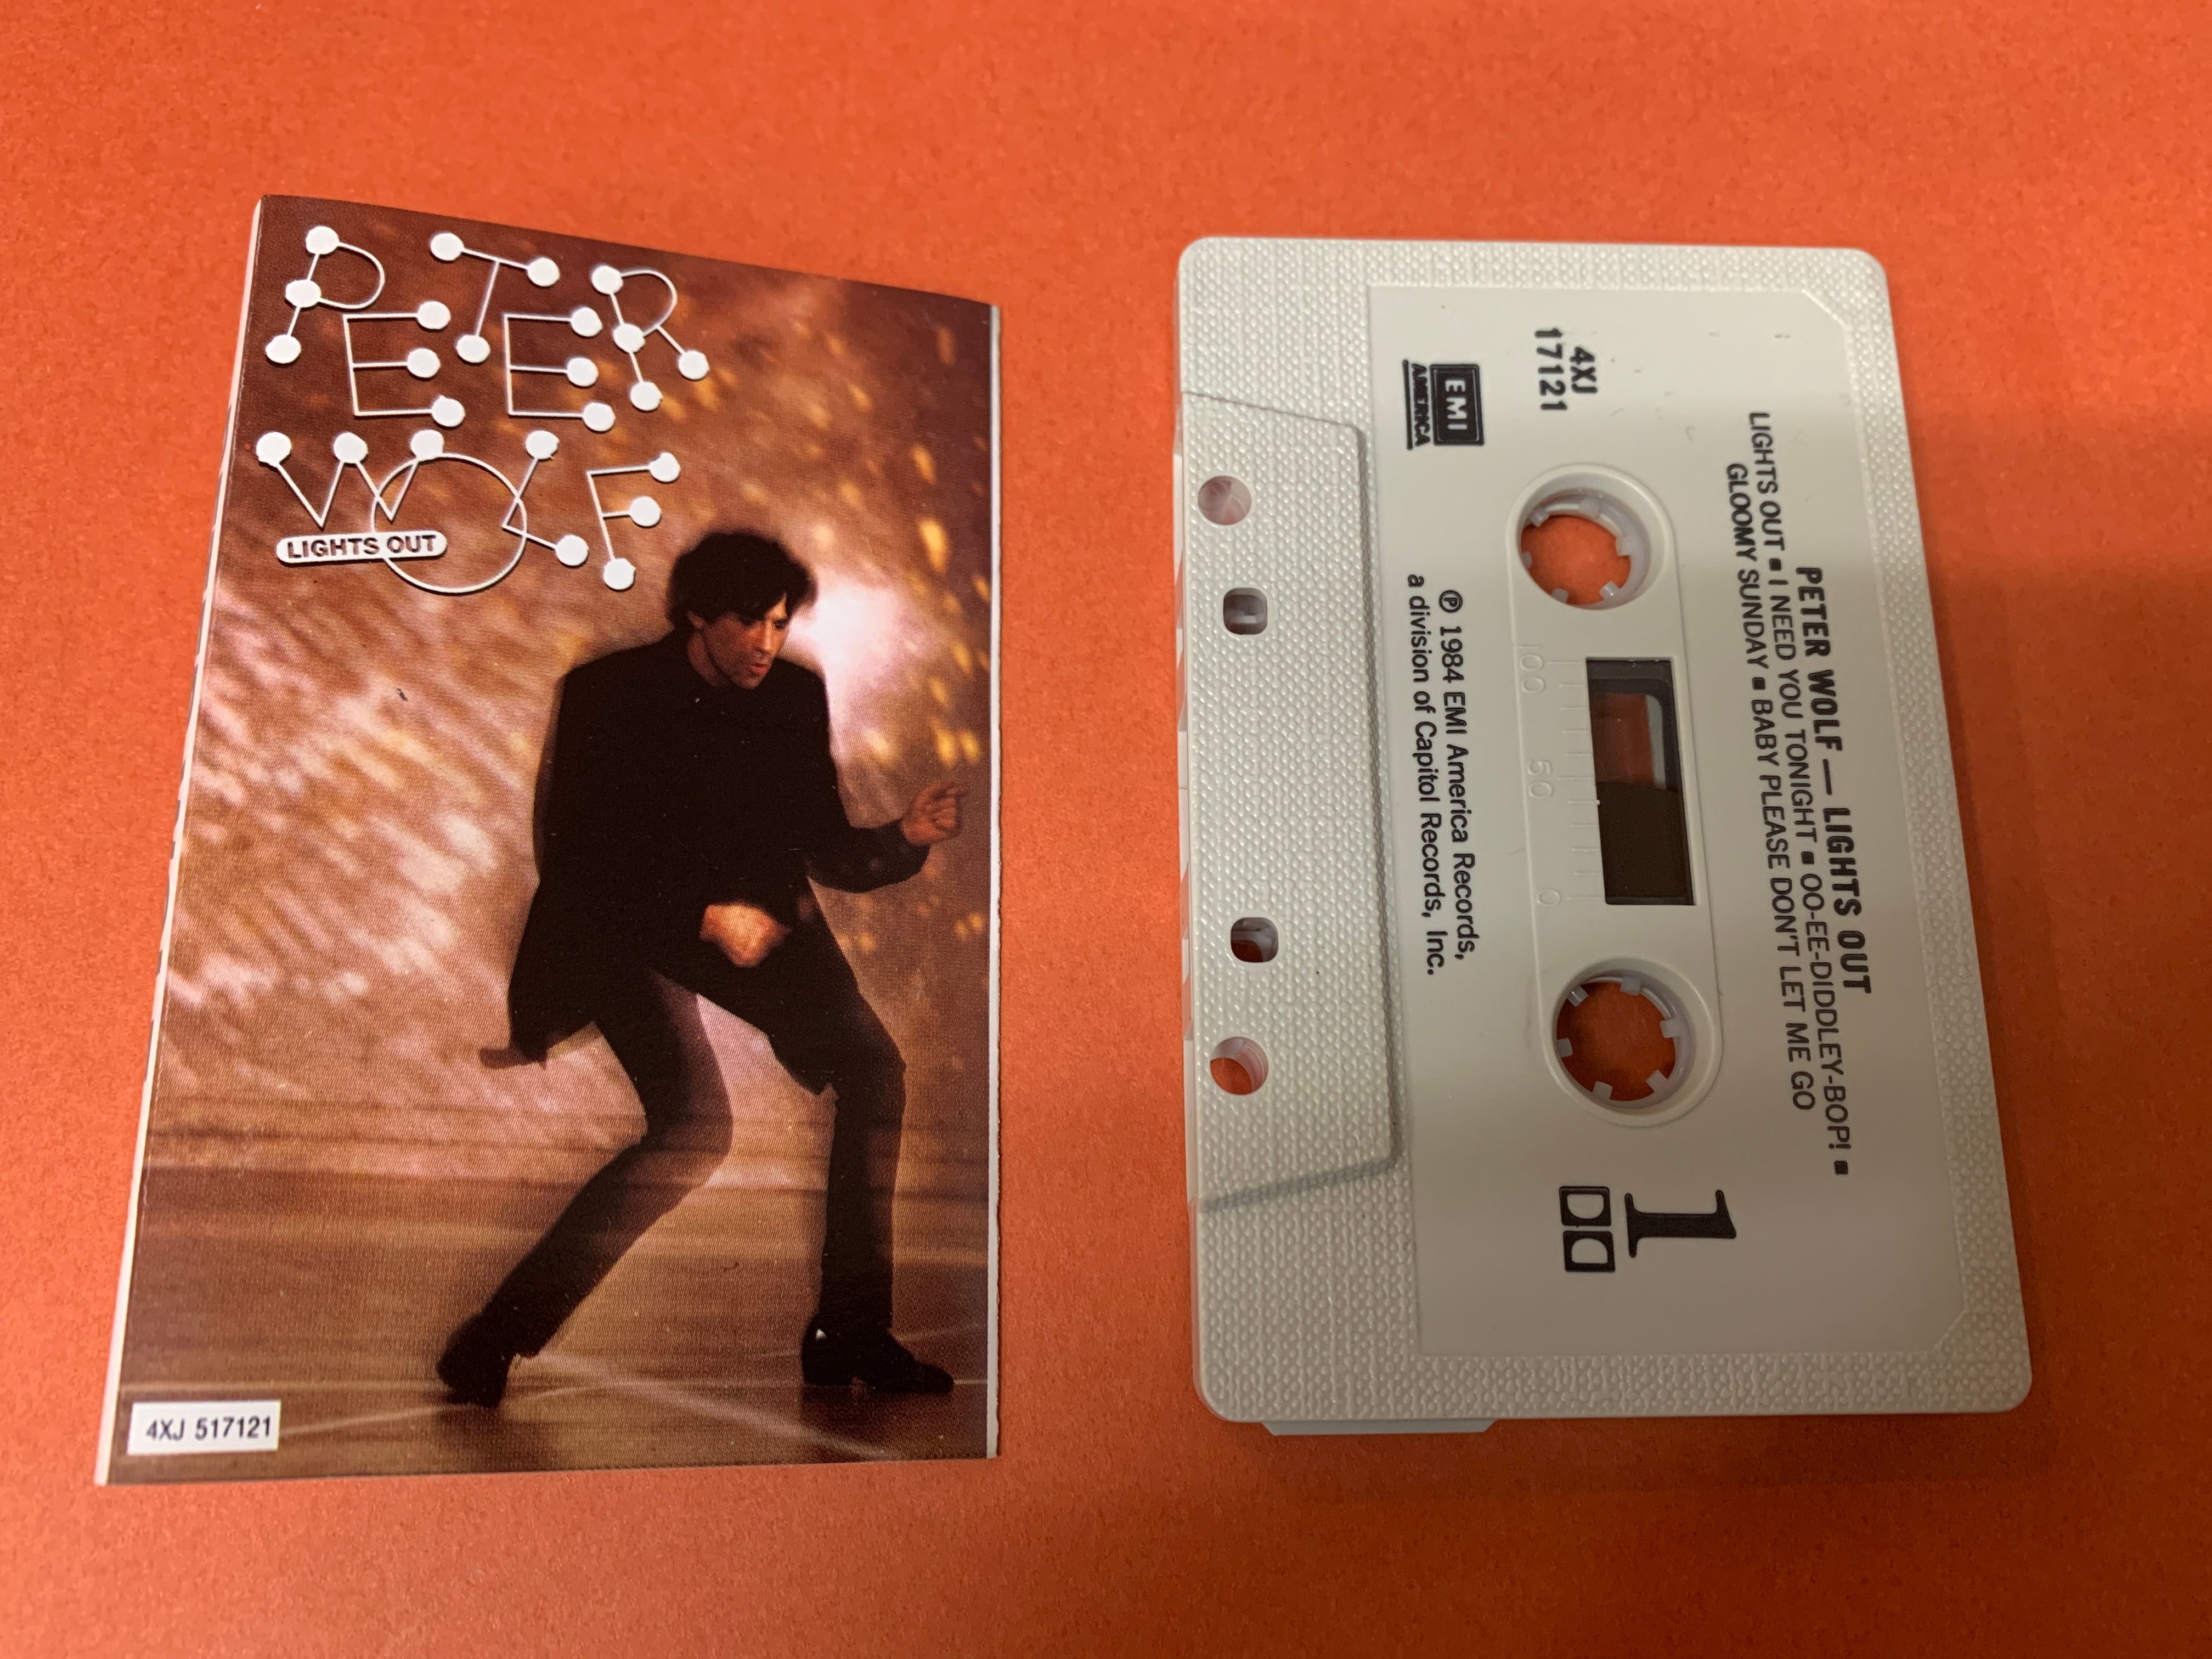 PETER
WOLF
LIGHTS OUT
4XJ 517121
PETER WOLF — LIGHTS OUT
LIGHTS OUT ▪ I NEED YOU TONIGHT ▪ OO-EE-DIDDLEY-BOP! ▪
GLOOMY SUNDAY ▪ BABY PLEASE DON'T LET ME GO
4XJ
17121
EMI
AMERICA
1
100 50 0
℗ 1984 EMI America Records,
a division of Capitol Records, Inc.